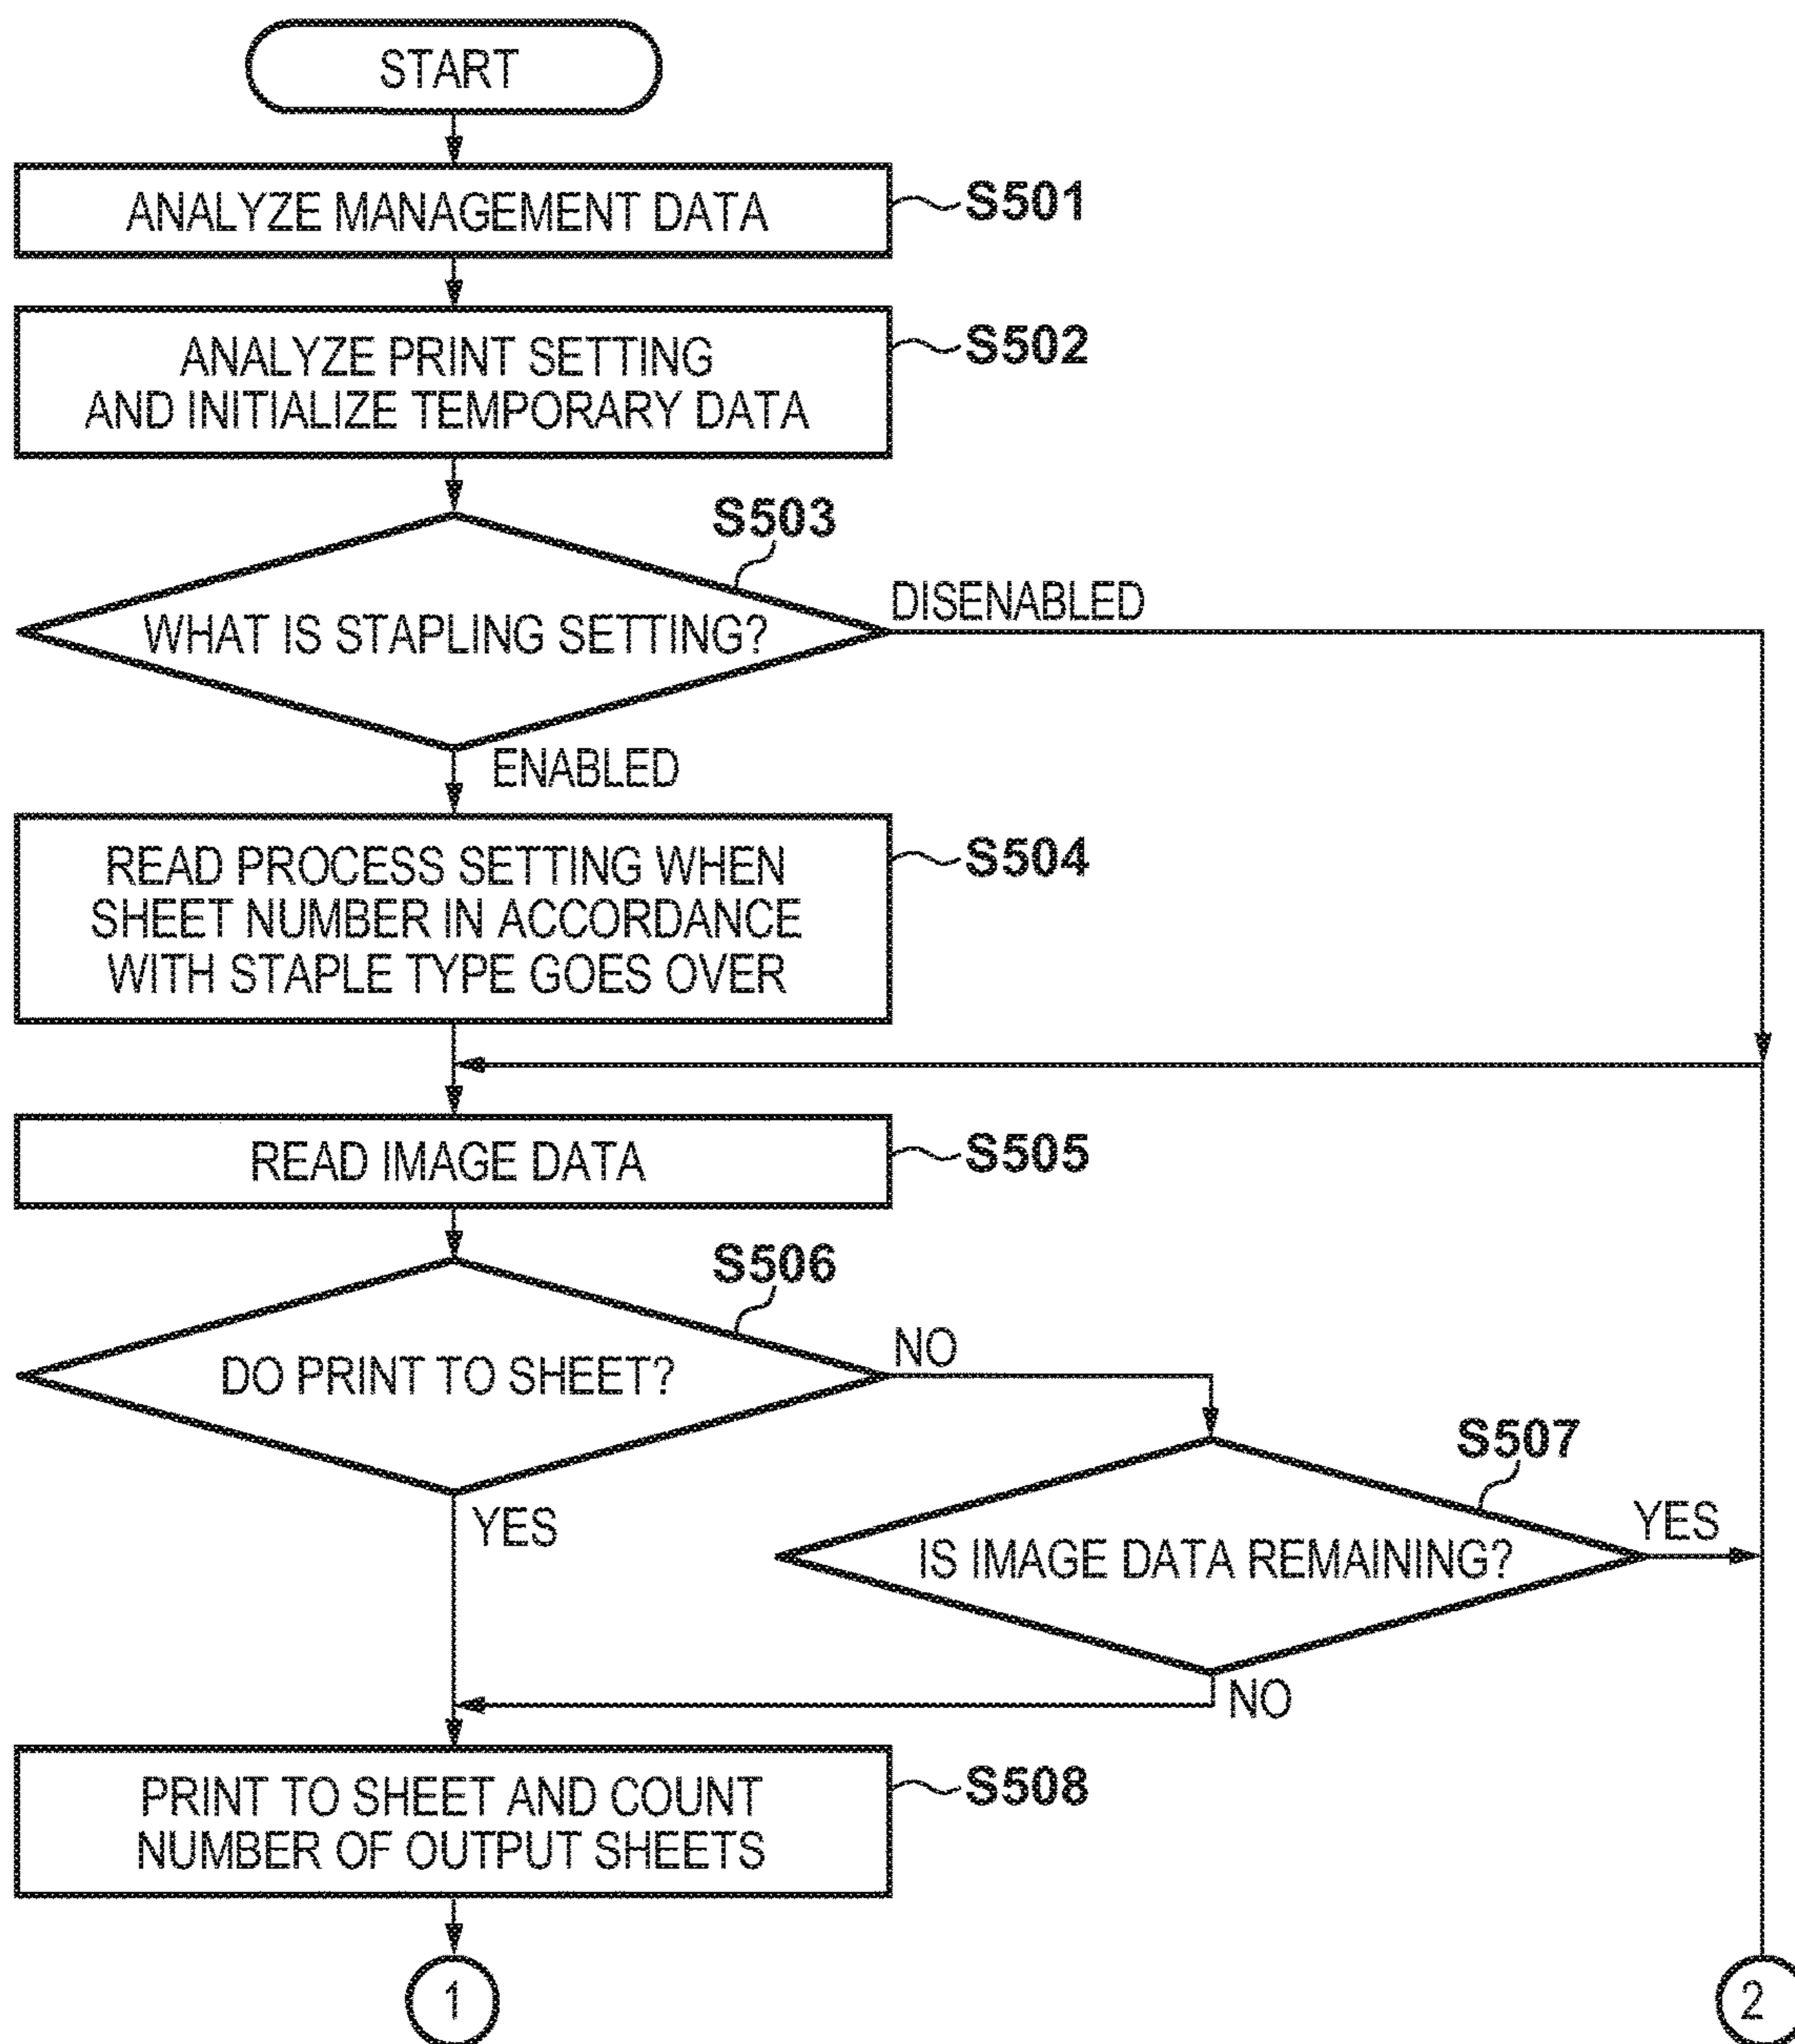 START
ANALYZE MANAGEMENT DATA
S501
ANALYZE PRINT SETTING
AND INITIALIZE TEMPORARY DATA
S502
S503
WHAT IS STAPLING SETTING?
DISENABLED
ENABLED
READ PROCESS SETTING WHEN
SHEET NUMBER IN ACCORDANCE
WITH STAPLE TYPE GOES OVER
S504
READ IMAGE DATA
S505
S506
DO PRINT TO SHEET?
NO
YES
S507
IS IMAGE DATA REMAINING?
YES
NO
PRINT TO SHEET AND COUNT
NUMBER OF OUTPUT SHEETS
S508
1
2